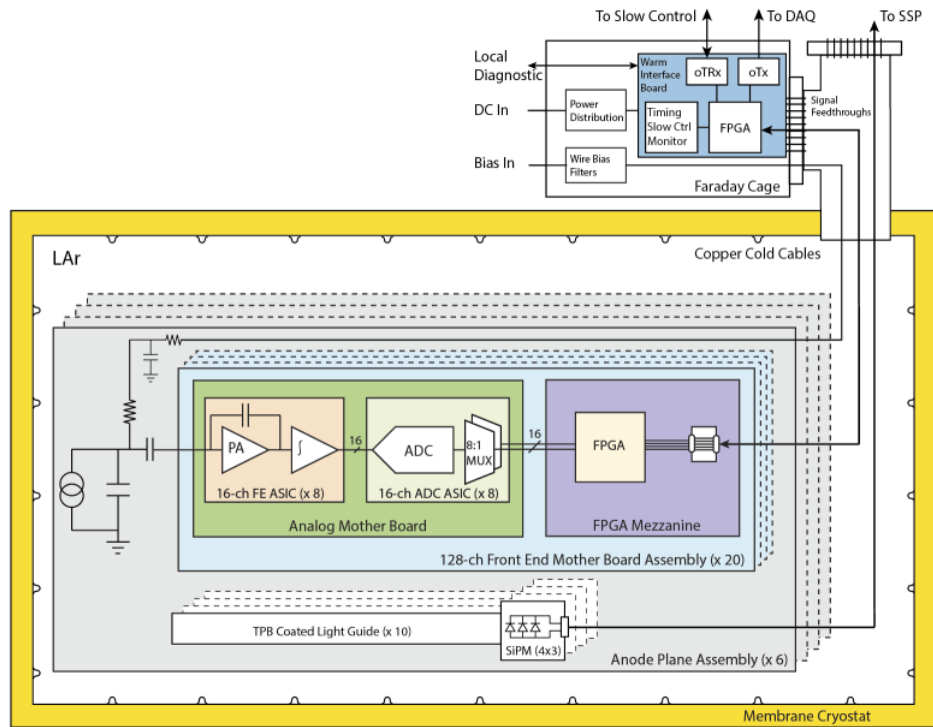 To Slow Control
To DAQ
To SSP
Local
Diagnostic
Warm
Interface
Board
oTRx
oTx
Signal
Feedthroughs
DC In
Power
Distribution
Timing
Slow Ctrl
Monitor
FPGA
Bias In
Wire Bias
Filters
Faraday Cage
LAr
Copper Cold Cables
PA
∫
16
ADC
8:1
MUX
16
FPGA
16-ch FE ASIC (x 8)
16-ch ADC ASIC (x 8)
Analog Mother Board
FPGA Mezzanine
128-ch Front End Mother Board Assembly (x 20)
TPB Coated Light Guide (x 10)
SiPM (4x3)
Anode Plane Assembly (x 6)
Membrane Cryostat